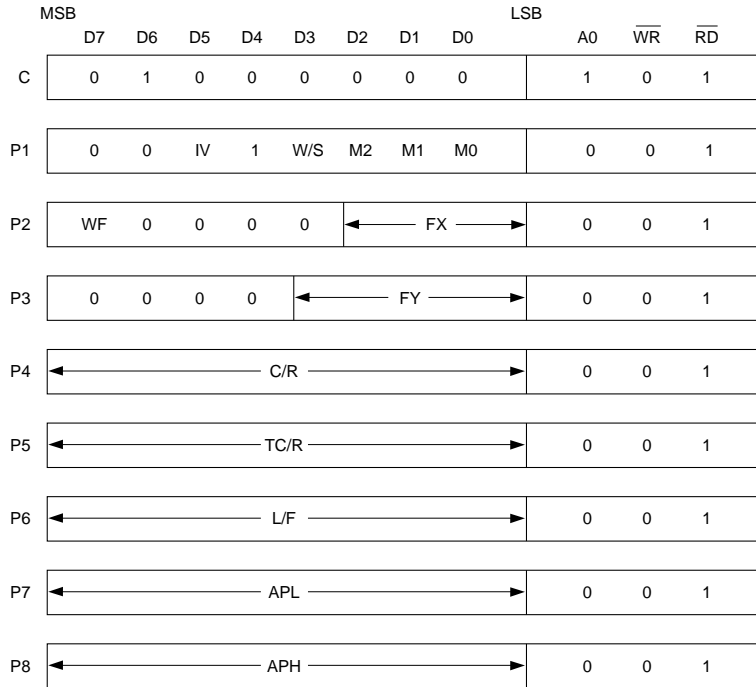 MSB LSB
D7 D6 D5 D4 D3 D2 D1 D0 A0 WR RD
C 0 1 0 0 0 0 0 0 1 0 1
P1 0 0 IV 1 W/S M2 M1 M0 0 0 1
P2 WF 0 0 0 0 FX 0 0 1
P3 0 0 0 0 FY 0 0 1
P4 C/R 0 0 1
P5 TC/R 0 0 1
P6 L/F 0 0 1
P7 APL 0 0 1
P8 APH 0 0 1